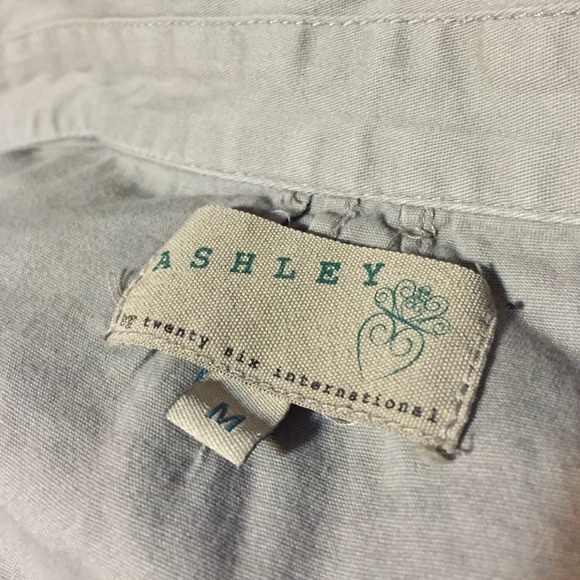 ASHLEY
BY twenty six international
M